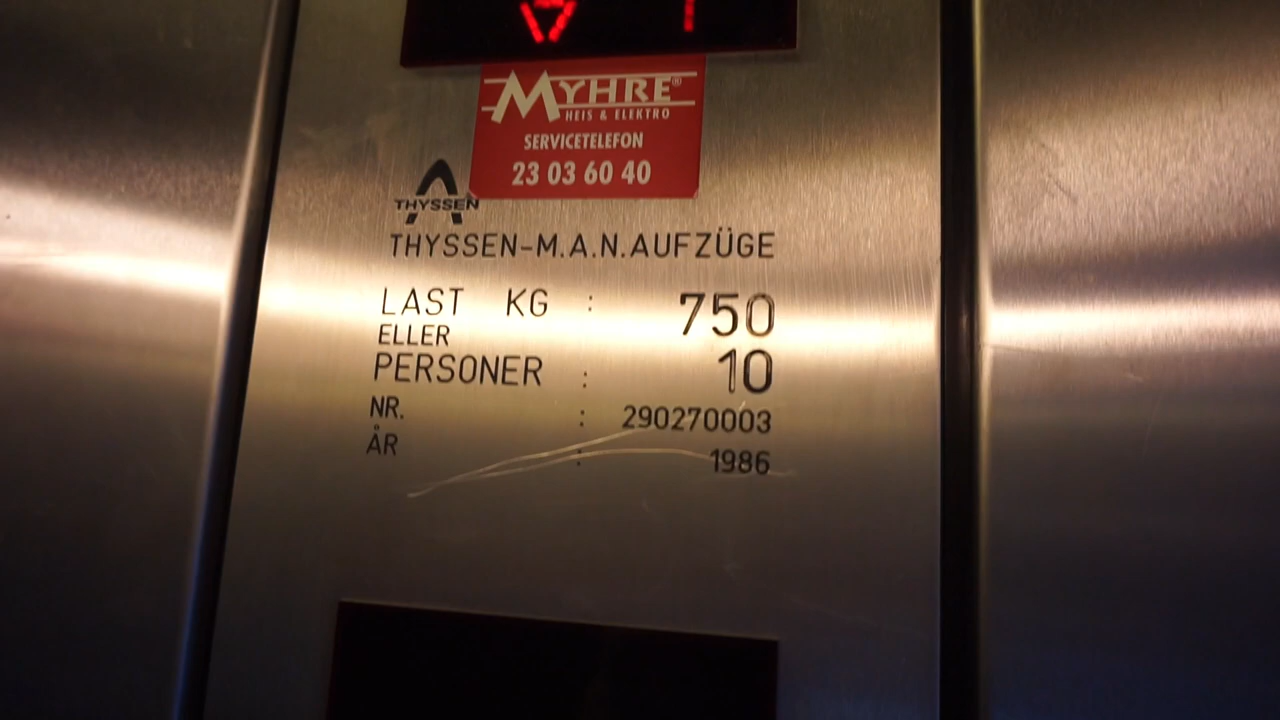 MYHRE®
HEIS & ELEKTRO
SERVICETELEFON
23 03 60 40
THYSSEN
THYSSEN-M.A.N.AUFZÜGE
LAST KG : 750
ELLER
PERSONER : 10
NR. : 290270003
ÅR : 1986